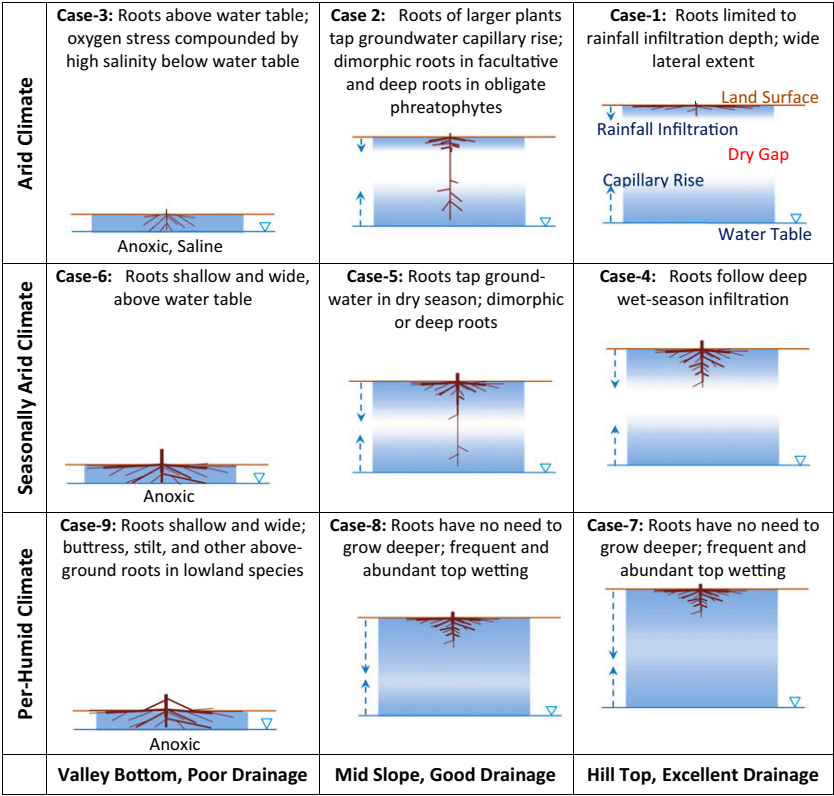 Arid Climate
Case-3: Roots above water table;
oxygen stress compounded by
high salinity below water table
Anoxic, Saline
Case 2: Roots of larger plants
tap groundwater capillary rise;
dimorphic roots in facultative
and deep roots in obligate
phreatophytes
Case-1: Roots limited to
rainfall infiltration depth; wide
lateral extent
Land Surface
Rainfall Infiltration
Dry Gap
Capillary Rise
Water Table
Seasonally Arid Climate
Case-6: Roots shallow and wide,
above water table
Anoxic
Case-5: Roots tap ground-
water in dry season; dimorphic
or deep roots
Case-4: Roots follow deep
wet-season infiltration
Per-Humid Climate
Case-9: Roots shallow and wide;
buttress, stilt, and other above-
ground roots in lowland species
Anoxic
Case-8: Roots have no need to
grow deeper; frequent and
abundant top wetting
Case-7: Roots have no need to
grow deeper; frequent and
abundant top wetting
Valley Bottom, Poor Drainage
Mid Slope, Good Drainage
Hill Top, Excellent Drainage